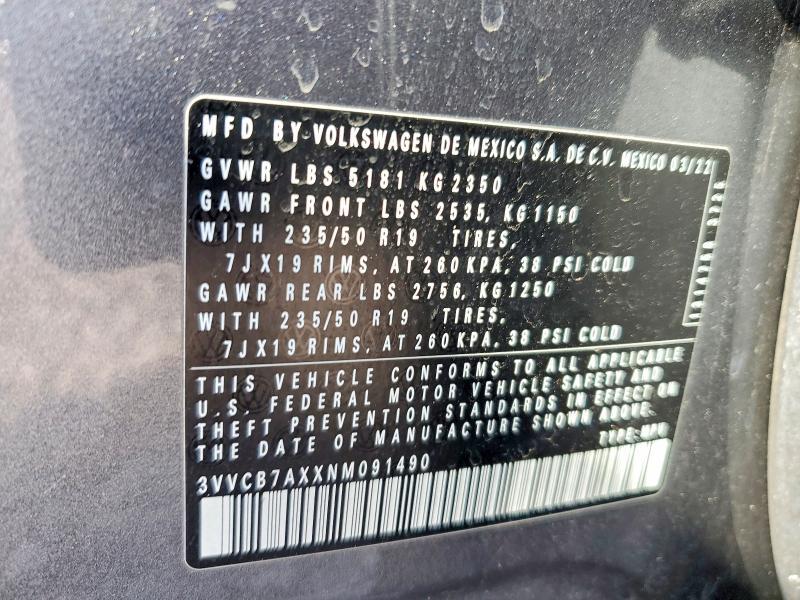 MFD BY VOLKSWAGEN DE MEXICO S.A. DE C.V. MEXICO 03/22
GVWR LBS 5181 KG 2350
GAWR FRONT LBS 2535, KG 1150
WITH 235/50 R19 TIRES,
7JX19 RIMS, AT 260 KPA, 38 PSI COLD
GAWR REAR LBS 2756, KG 1250
WITH 235/50 R19 TIRES,
7JX19 RIMS, AT 260 KPA, 38 PSI COLD
THIS VEHICLE CONFORMS TO ALL APPLICABLE
U.S. FEDERAL MOTOR VEHICLE SAFETY AND
THEFT PREVENTION STANDARDS IN EFFECT ON
THE DATE OF MANUFACTURE SHOWN ABOVE.
TYPE: MPV
3VVCB7AXXNM091490